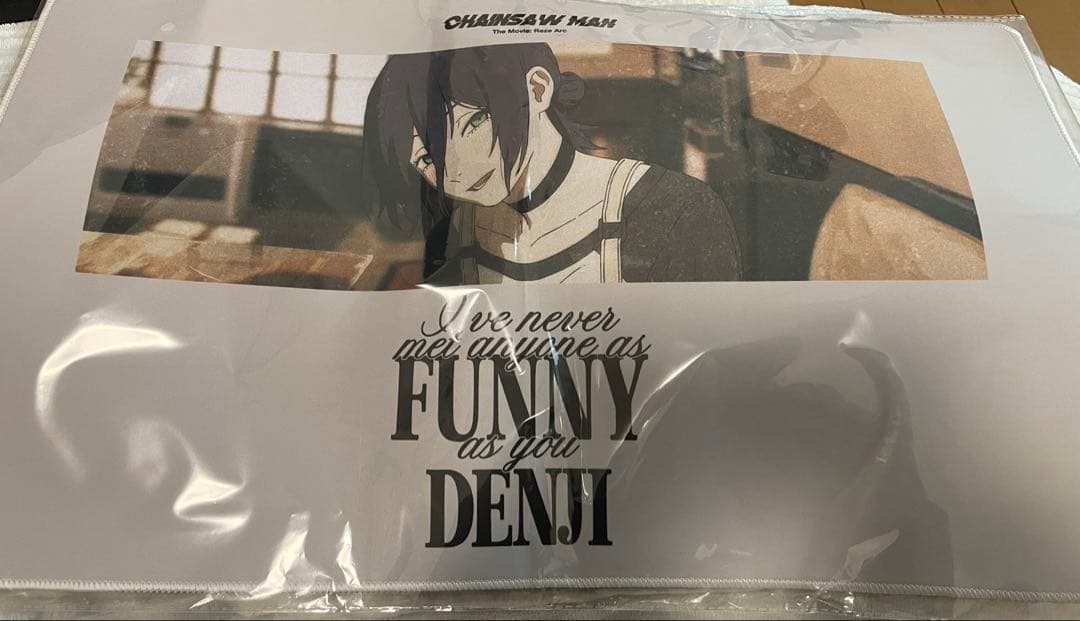 CHAINSAW MAN
The Movie: Reze Arc
I've never
met anyone as
FUNNY
as you
DENJI